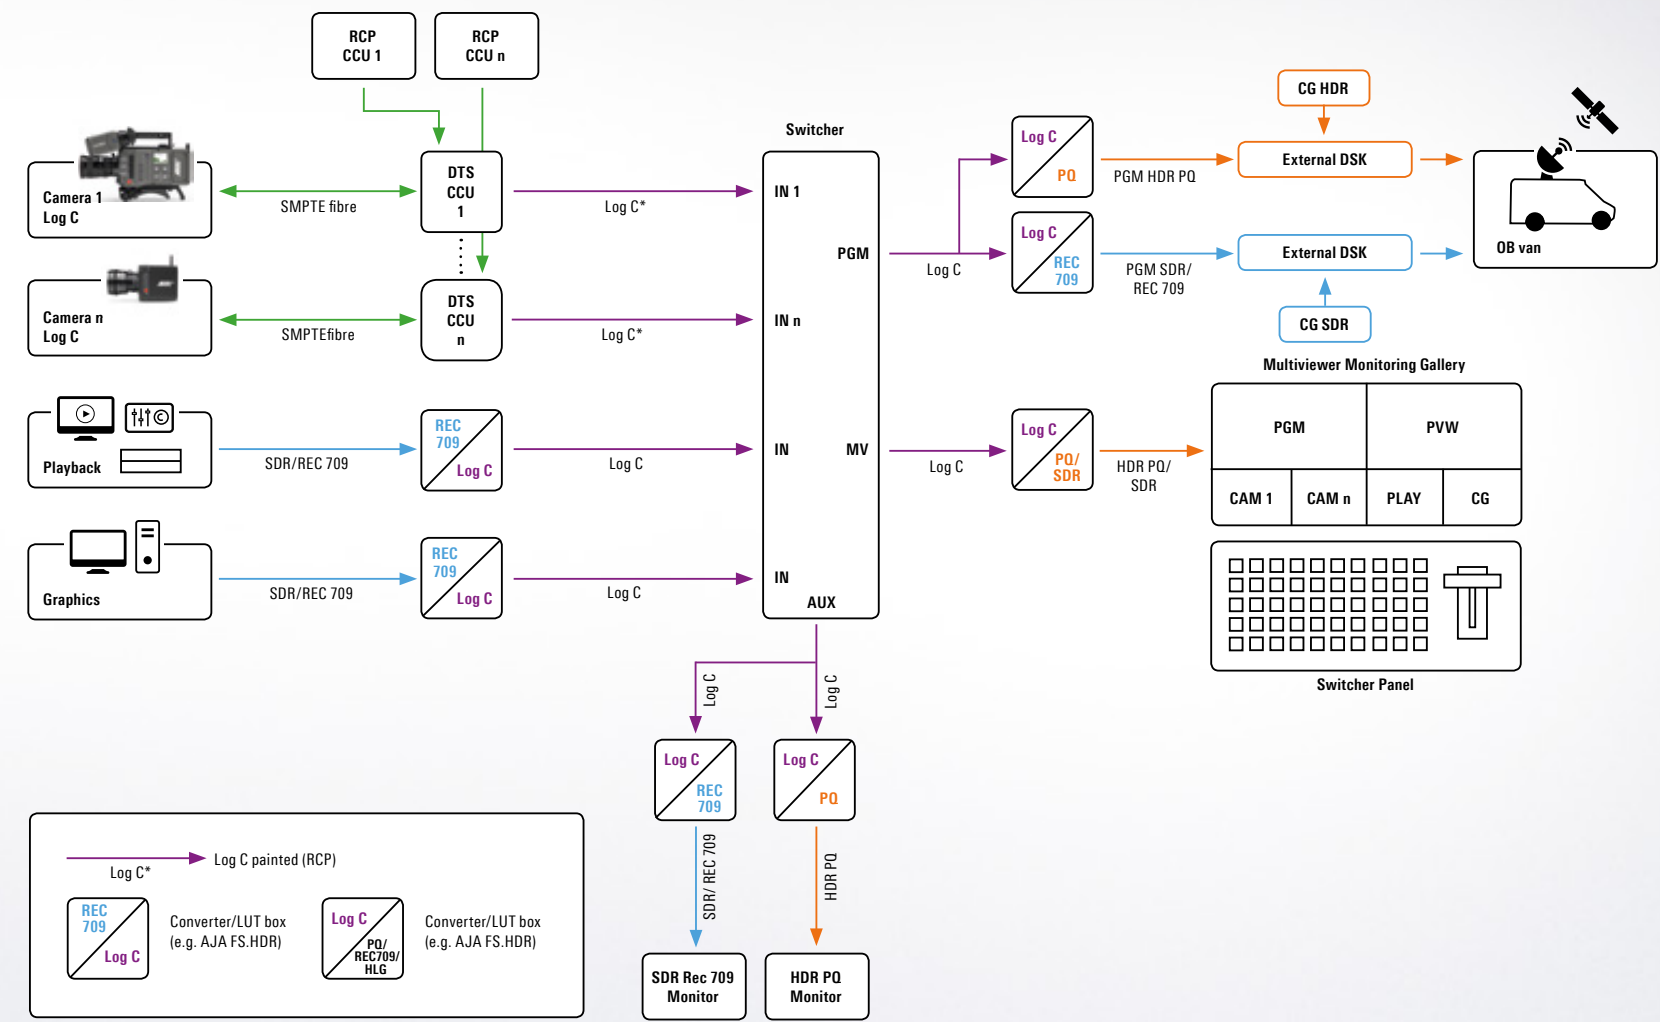 RCP
CCU 1
RCP
CCU n
Camera 1
Log C
SMPTE fibre
DTS
CCU
1
Log C*
Camera n
Log C
SMPTEfibre
DTS
CCU
n
Log C*
Playback
SDR/REC 709
REC
709
Log C
Log C
Graphics
SDR/REC 709
REC
709
Log C
Log C
Switcher
IN 1
PGM
IN n
IN
MV
IN
AUX
Log C
Log C
PQ
PGM HDR PQ
CG HDR
External DSK
Log C
REC
709
PGM SDR/
REC 709
External DSK
CG SDR
OB van
Log C
Log C
PQ/
SDR
HDR PQ/
SDR
Multiviewer Monitoring Gallery
PGM
PVW
CAM 1
CAM n
PLAY
CG
Switcher Panel
Log C
Log C
Log C
REC
709
Log C
PQ
SDR/ REC 709
HDR PQ
SDR Rec 709
Monitor
HDR PQ
Monitor
Log C*
Log C painted (RCP)
REC
709
Log C
Converter/LUT box
(e.g. AJA FS.HDR)
Log C
PQ/
REC709/
HLG
Converter/LUT box
(e.g. AJA FS.HDR)